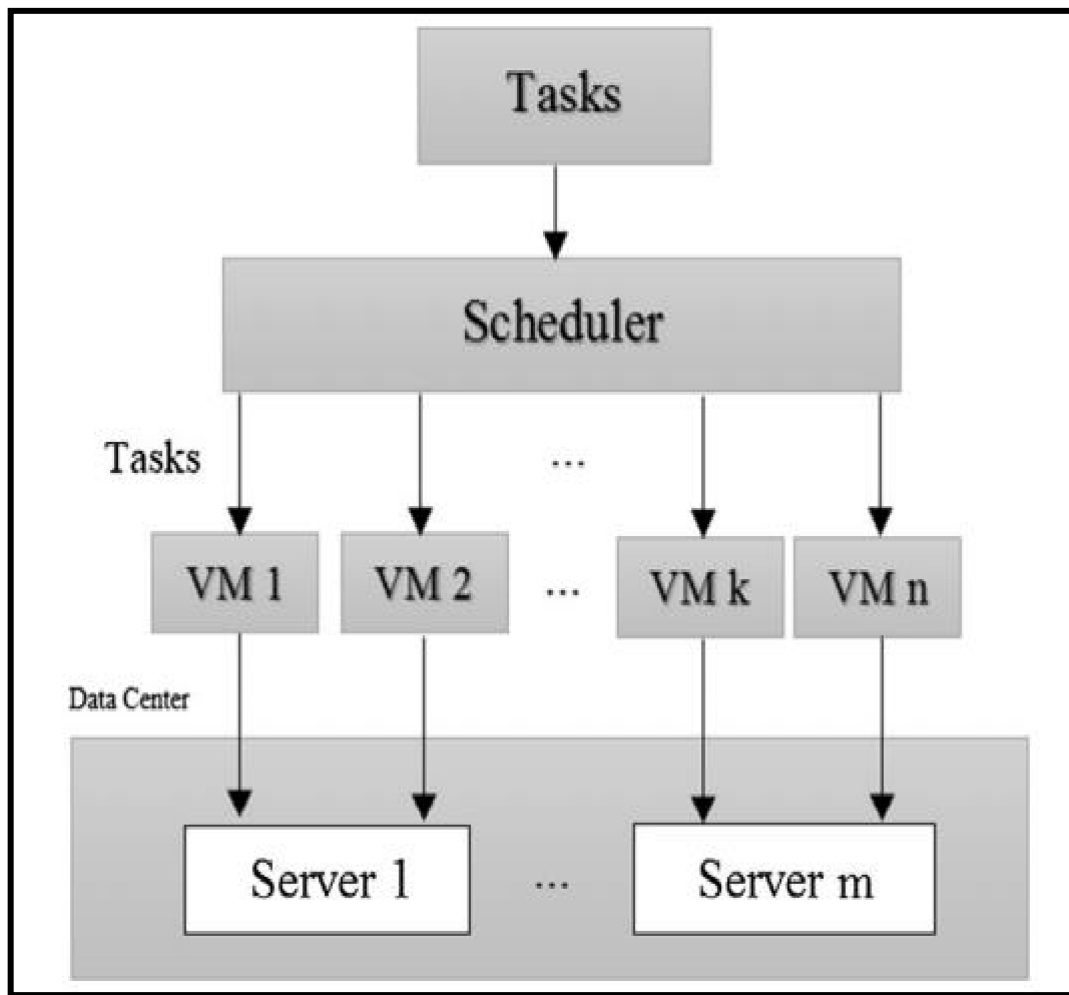 Tasks
Scheduler
Tasks
...
VM 1 VM 2 ... VM k VM n
Data Center
Server 1 ... Server m